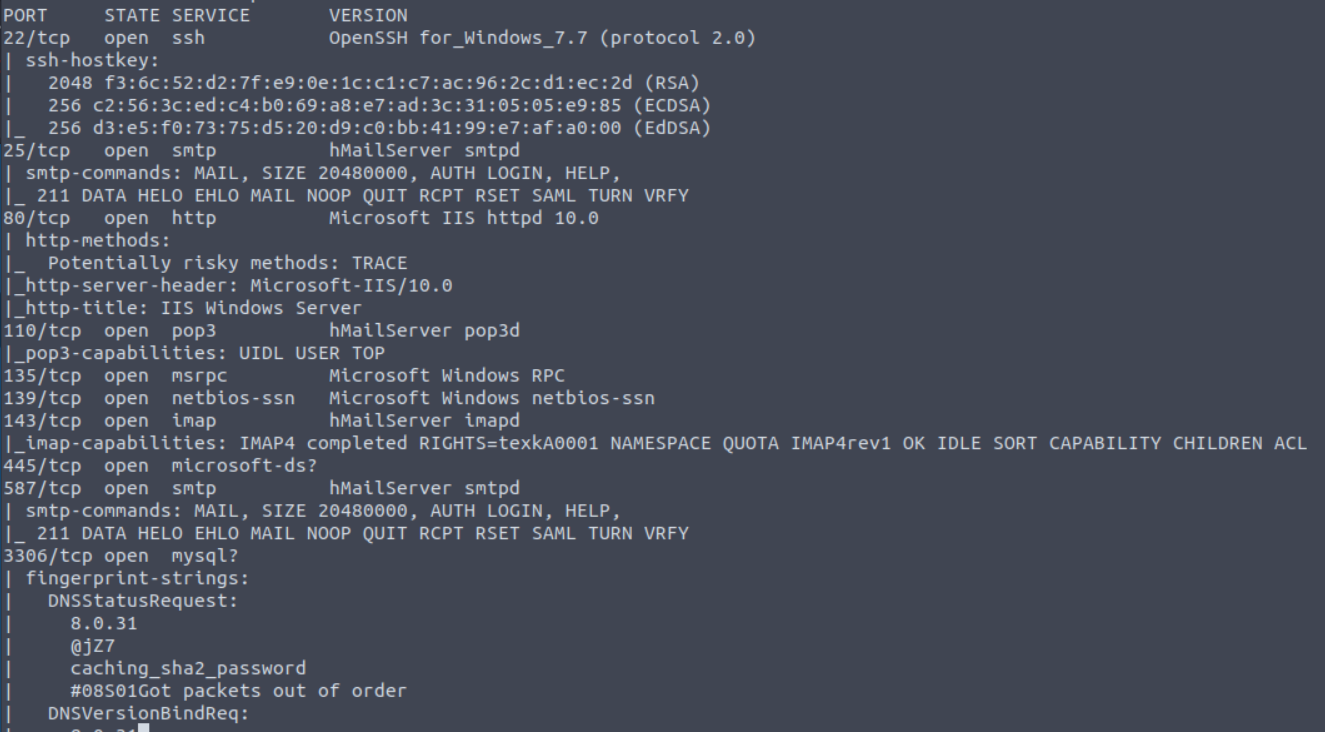 PORT      STATE SERVICE       VERSION
22/tcp   open  ssh           OpenSSH for_Windows_7.7 (protocol 2.0)
| ssh-hostkey:
|   2048 f3:6c:52:d2:7f:e9:0e:1c:c1:c7:ac:96:2c:d1:ec:2d (RSA)
|   256 c2:56:3c:ed:c4:b0:69:a8:e7:ad:3c:31:05:05:e9:85 (ECDSA)
|_  256 d3:e5:f0:73:75:d5:20:d9:c0:bb:41:99:e7:af:a0:00 (EdDSA)
25/tcp   open  smtp          hMailServer smtpd
| smtp-commands: MAIL, SIZE 20480000, AUTH LOGIN, HELP,
|_ 211 DATA HELO EHLO MAIL NOOP QUIT RCPT RSET SAML TURN VRFY
80/tcp   open  http          Microsoft IIS httpd 10.0
| http-methods:
|_  Potentially risky methods: TRACE
|_http-server-header: Microsoft-IIS/10.0
|_http-title: IIS Windows Server
110/tcp  open  pop3          hMailServer pop3d
|_pop3-capabilities: UIDL USER TOP
135/tcp  open  msrpc         Microsoft Windows RPC
139/tcp  open  netbios-ssn   Microsoft Windows netbios-ssn
143/tcp  open  imap          hMailServer imapd
|_imap-capabilities: IMAP4 completed RIGHTS=texkA0001 NAMESPACE QUOTA IMAP4rev1 OK IDLE SORT CAPABILITY CHILDREN ACL
445/tcp  open  microsoft-ds?
587/tcp  open  smtp          hMailServer smtpd
| smtp-commands: MAIL, SIZE 20480000, AUTH LOGIN, HELP,
|_ 211 DATA HELO EHLO MAIL NOOP QUIT RCPT RSET SAML TURN VRFY
3306/tcp open  mysql?
| fingerprint-strings:
|   DNSStatusRequest:
|     8.0.31
|     @jZ7
|     caching_sha2_password
|     #08S01Got packets out of order
|   DNSVersionBindReq:
|     8.0.31